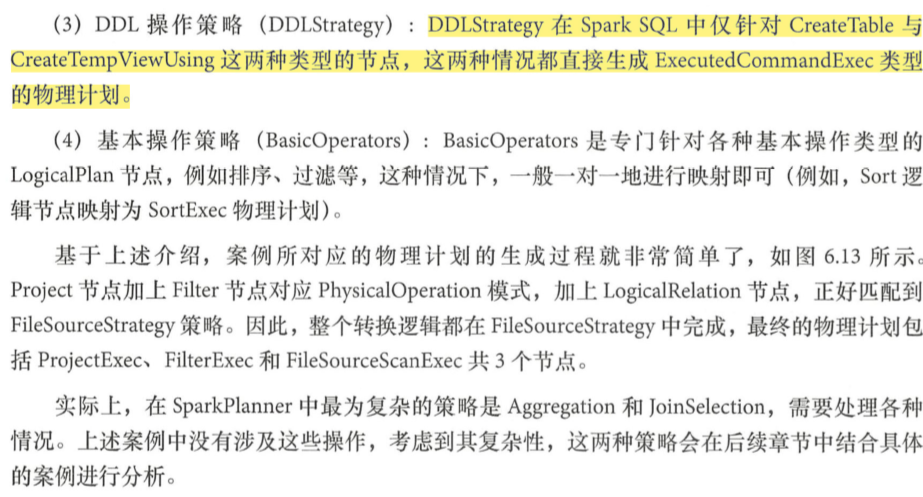 (3) DDL 操作策略（DDLStrategy）: DDLStrategy 在 Spark SQL 中仅针对 CreateTable 与
CreateTempViewUsing 这两种类型的节点，这两种情况都直接生成 ExecutedCommandExec 类型
的物理计划。
(4) 基本操作策略（BasicOperators）: BasicOperators 是专门针对各种基本操作类型的
LogicalPlan 节点，例如排序、过滤等，这种情况下，一般一对一地进行映射即可（例如，Sort 逻
辑节点映射为 SortExec 物理计划）。
基于上述介绍，案例所对应的物理计划的生成过程就非常简单了，如图 6.13 所示。
Project 节点加上 Filter 节点对应 PhysicalOperation 模式，加上 LogicalRelation 节点，正好匹配到
FileSourceStrategy 策略。因此，整个转换逻辑都在 FileSourceStrategy 中完成，最终的物理计划包
括 ProjectExec、FilterExec 和 FileSourceScanExec 共 3 个节点。
实际上，在 SparkPlanner 中最为复杂的策略是 Aggregation 和 JoinSelection，需要处理各种
情况。上述案例中没有涉及这些操作，考虑到其复杂性，这两种策略会在后续章节中结合具体
的案例进行分析。